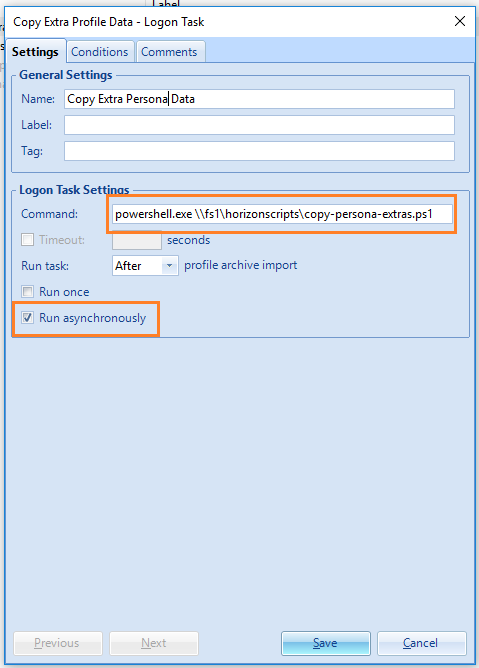 Label
Copy Extra Profile Data - Logon Task
Settings Conditions Comments
General Settings
Name: Copy Extra Persona Data
Label:
Tag:
Logon Task Settings
Command: powershell.exe \\fs1\horizonscripts\copy-persona-extras.ps1
Timeout: seconds
Run task: After profile archive import
Run once
Run asynchronously
Previous Next Save Cancel